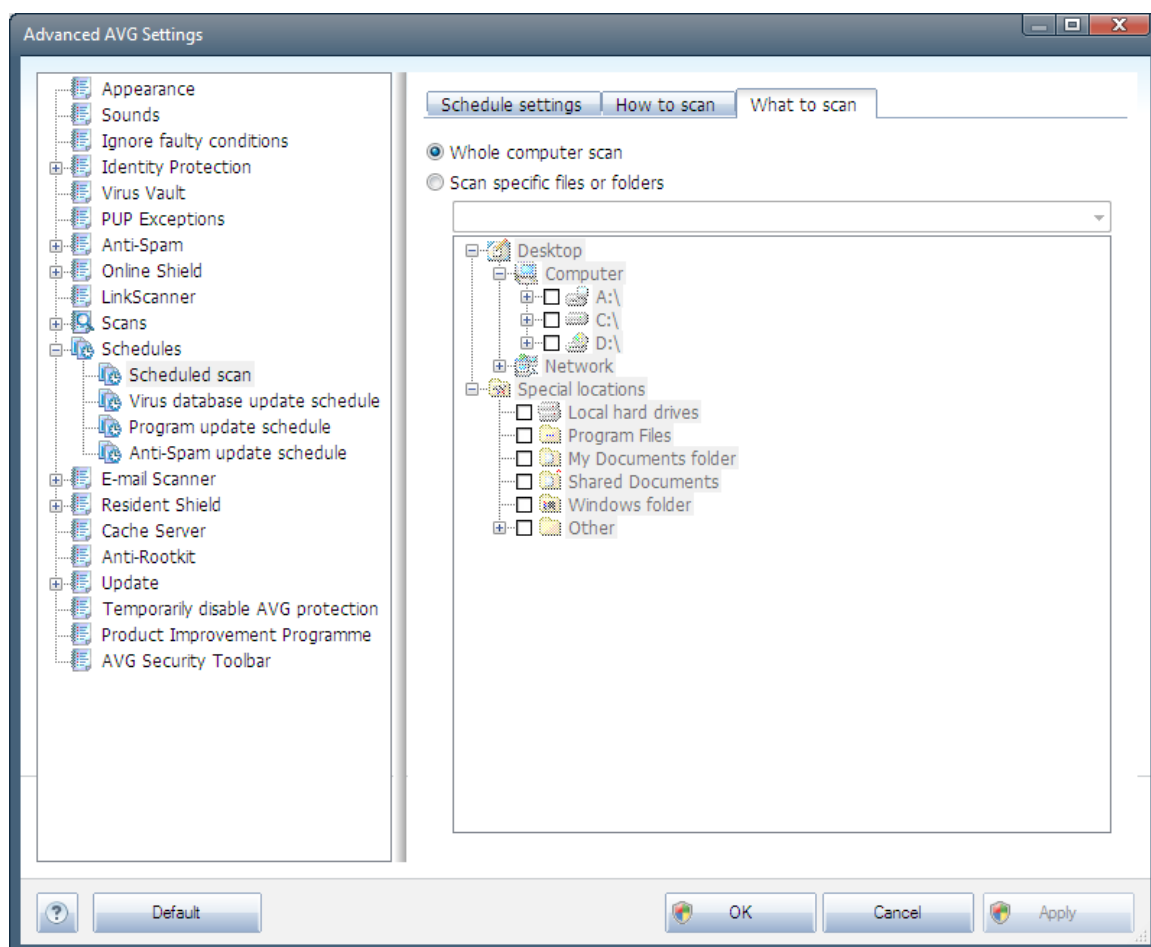 Advanced AVG Settings
Appearance
Sounds
Ignore faulty conditions
Identity Protection
Virus Vault
PUP Exceptions
Anti-Spam
Online Shield
LinkScanner
Scans
Schedules
Scheduled scan
Virus database update schedule
Program update schedule
Anti-Spam update schedule
E-mail Scanner
Resident Shield
Cache Server
Anti-Rootkit
Update
Temporarily disable AVG protection
Product Improvement Programme
AVG Security Toolbar
Schedule settings How to scan What to scan
Whole computer scan
Scan specific files or folders
Desktop
Computer
A:\
C:\
D:\
Network
Special locations
Local hard drives
Program Files
My Documents folder
Shared Documents
Windows folder
Other
? Default OK Cancel Apply